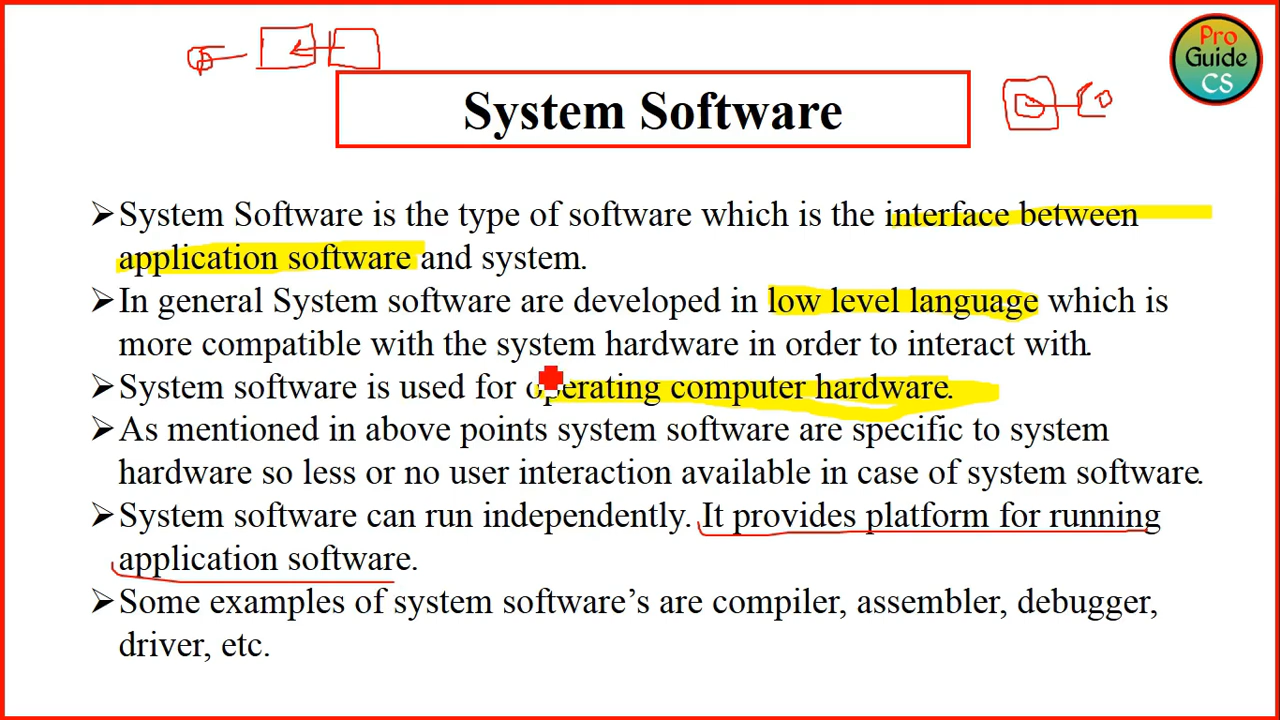 Pro
Guide
CS
System Software
➢System Software is the type of software which is the interface between
application software and system.
➢In general System software are developed in low level language which is
more compatible with the system hardware in order to interact with.
➢System software is used for operating computer hardware.
➢As mentioned in above points system software are specific to system
hardware so less or no user interaction available in case of system software.
➢System software can run independently. It provides platform for running
application software.
➢Some examples of system software’s are compiler, assembler, debugger,
driver, etc.